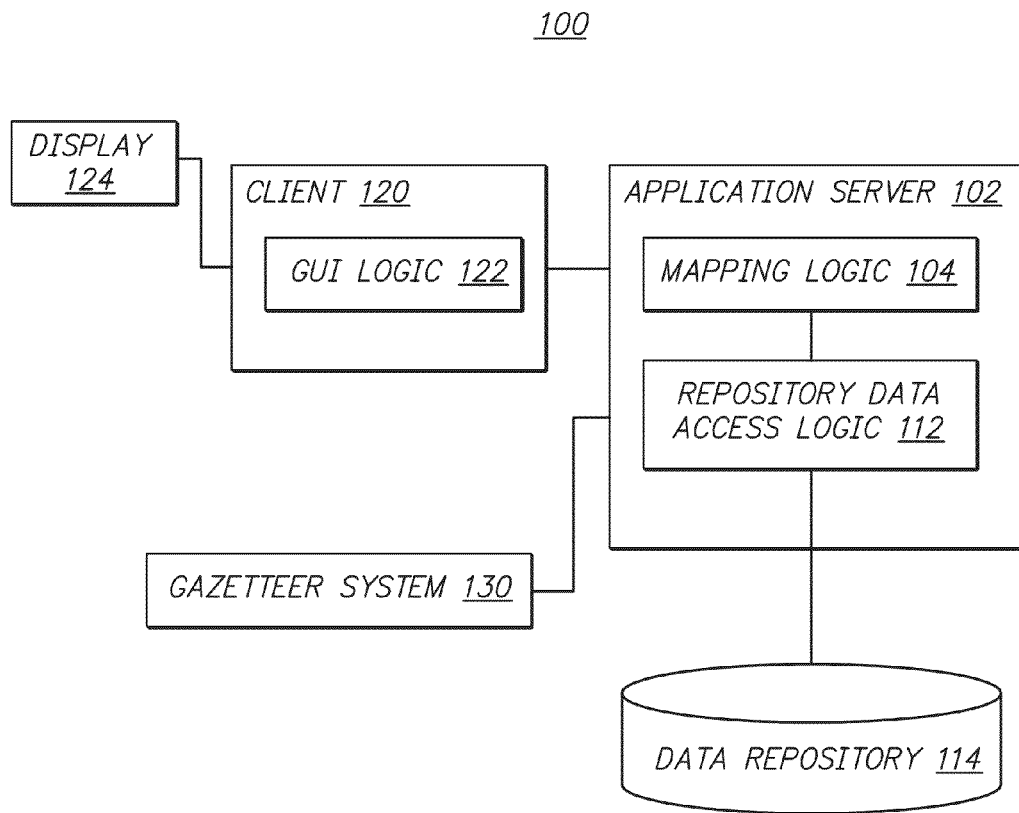 100
DISPLAY
124
CLIENT 120
GUI LOGIC 122
APPLICATION SERVER 102
MAPPING LOGIC 104
REPOSITORY DATA
ACCESS LOGIC 112
GAZETTEER SYSTEM 130
DATA REPOSITORY 114